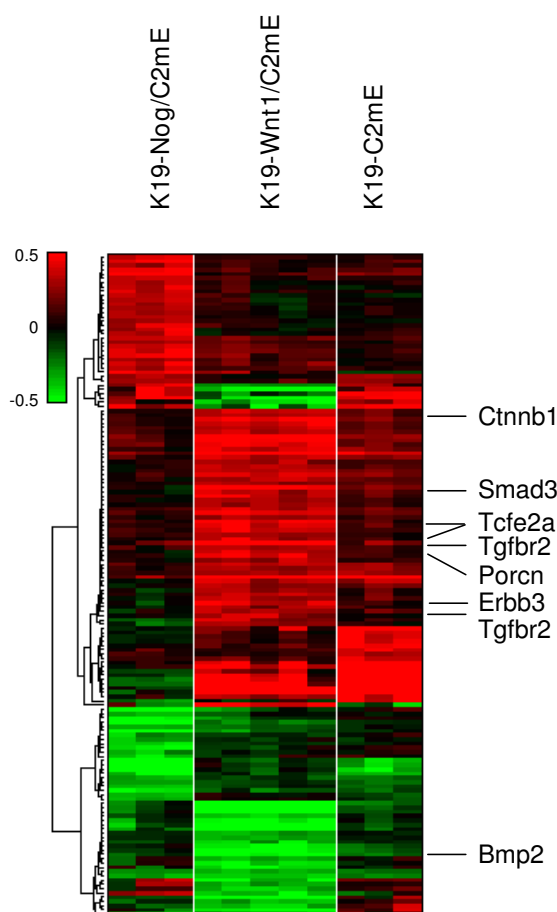 K19-Nog/C2mE
K19-Wnt1/C2mE
K19-C2mE
0.5
0
-0.5
Ctnnb1
Smad3
Tcfe2a
Tgfbr2
Porcn
Erbb3
Tgfbr2
Bmp2